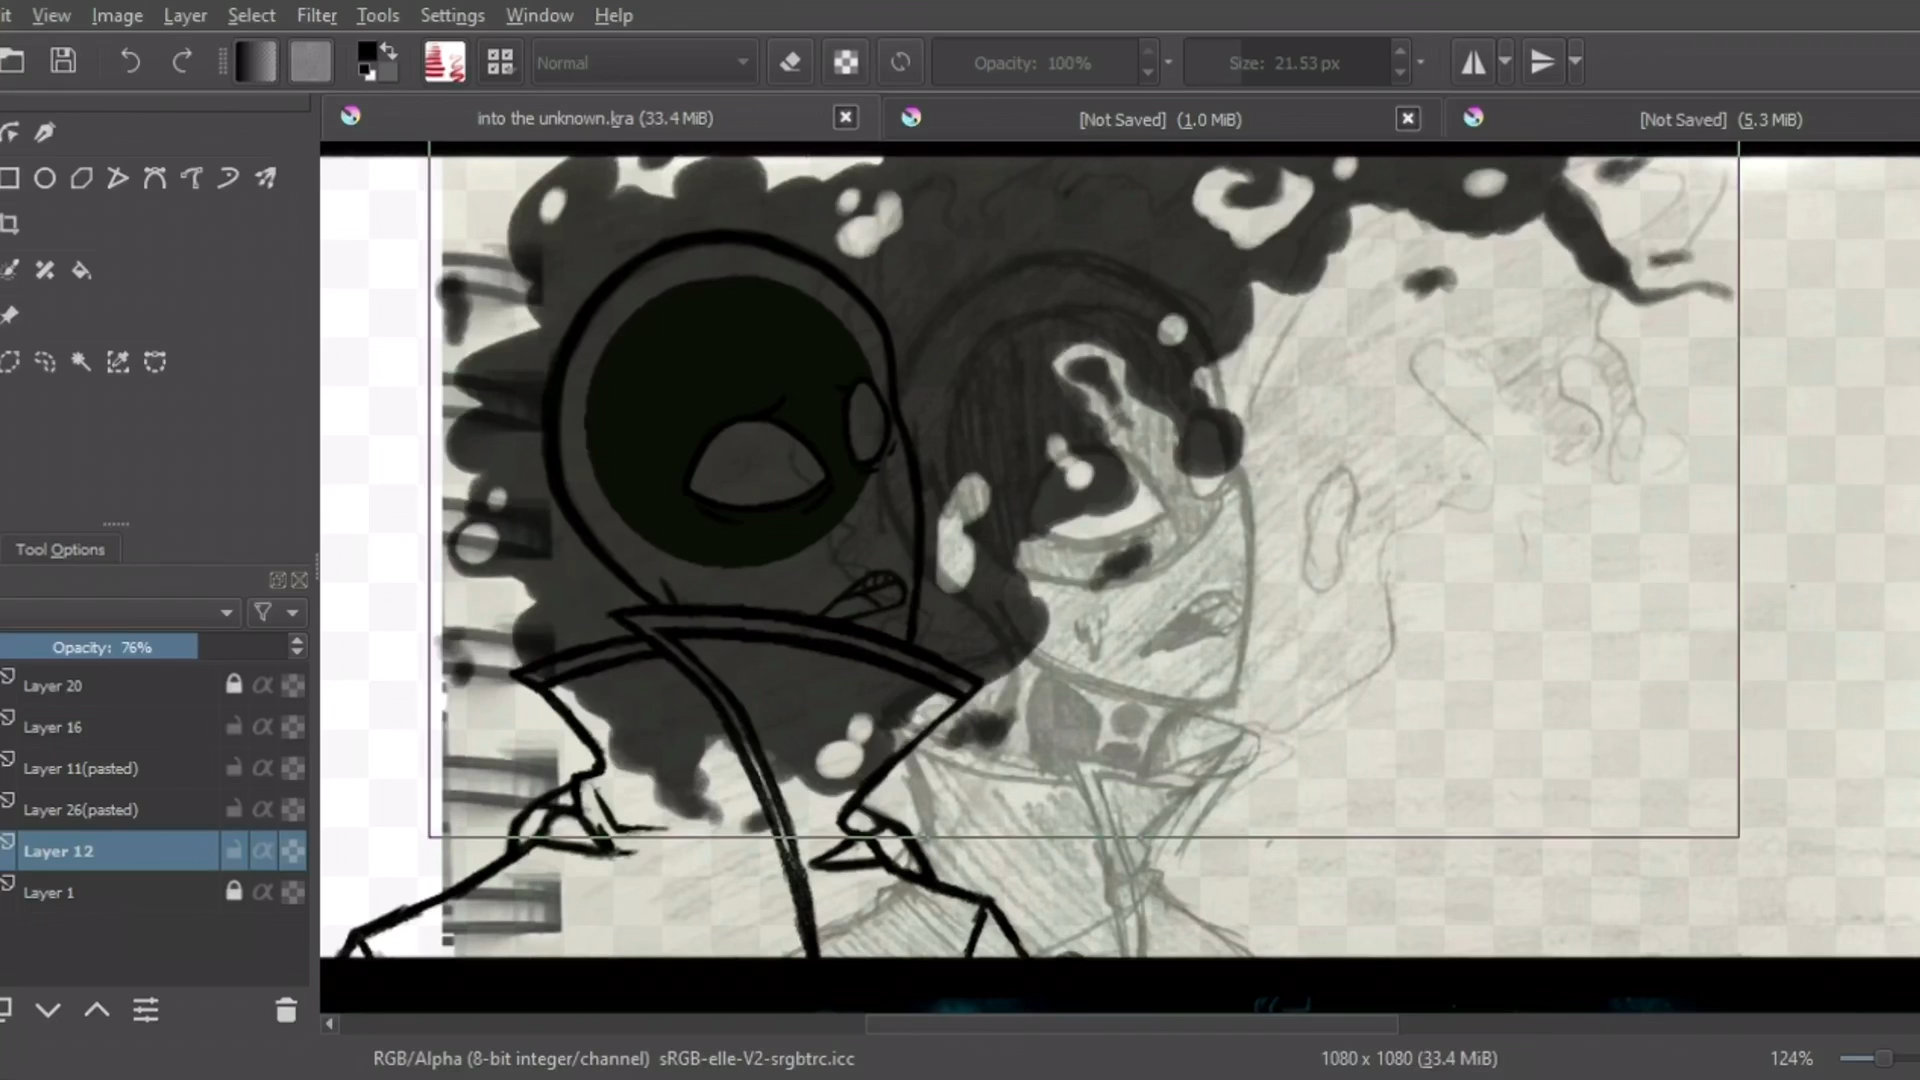 it View Image Layer Select Filter Tools Settings Window Help
Normal Opacity: 100% Size: 21.53 px
into the unknown.kra (33.4 MiB) [Not Saved] (1.0 MiB) [Not Saved] (5.3 MiB)
Tool Options
Opacity: 76%
Layer 20
Layer 16
Layer 11(pasted)
Layer 26(pasted)
Layer 12
Layer 1
RGB/Alpha (8-bit integer/channel) sRGB-elle-V2-srgbtrc.icc 1080 x 1080 (33.4 MiB) 124%